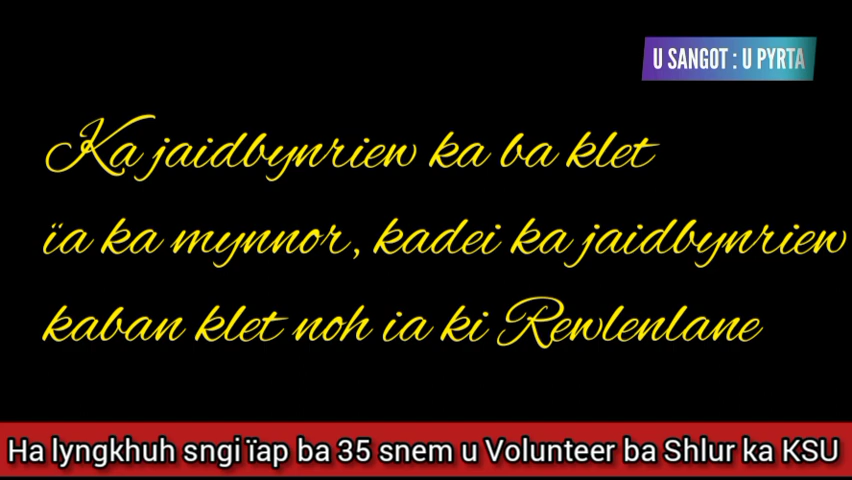 U SANGOT : U PYRTA
Ka jaidbynriew ka ba klet
ïa ka mynnor, kadei ka jaidbynriew
kaban klet noh ia ki Rewlenlane
Ha lyngkhuh sngi ïap ba 35 snem u Volunteer ba Shlur ka KSU